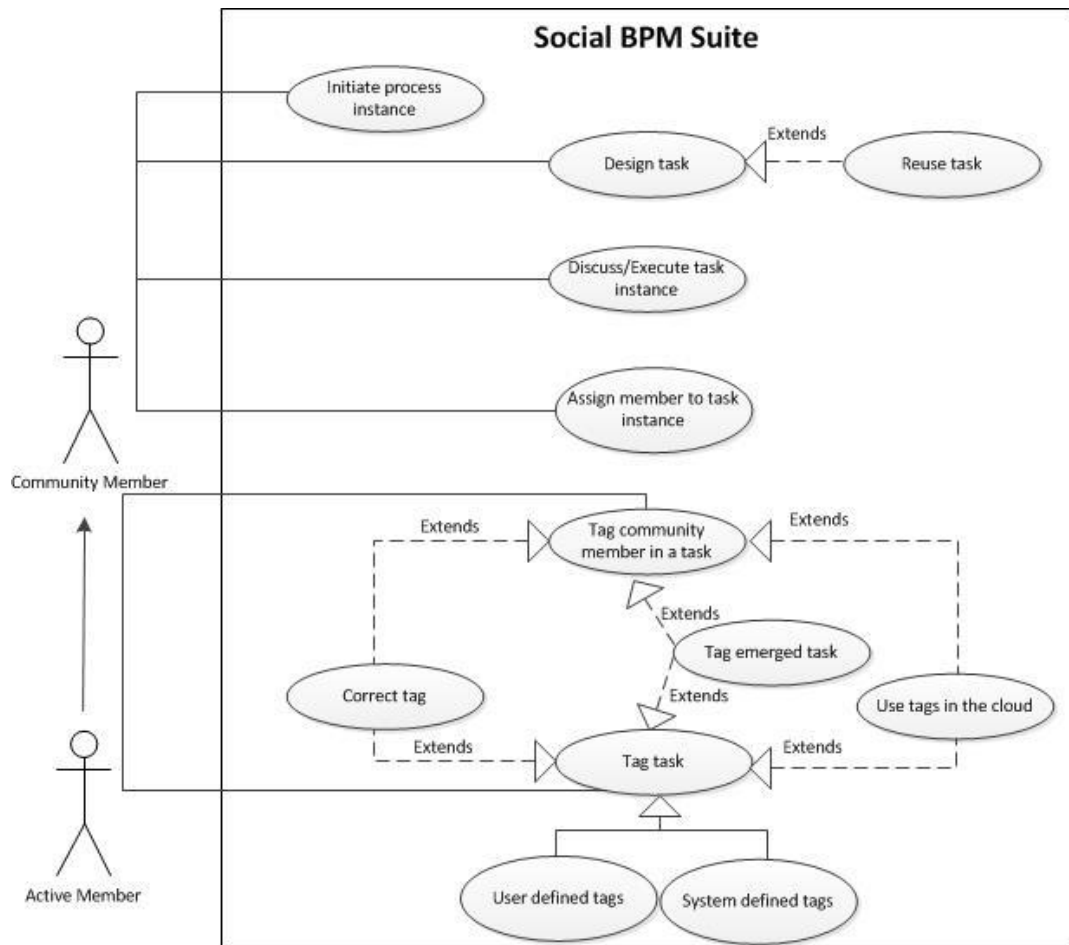 Social BPM Suite
Initiate process
instance
Extends
Design task
Reuse task
Discuss/Execute task
instance
Assign member to task
instance
Community Member
Extends
Tag community
member in a task
Extends
Extends
Tag emerged task
Correct tag
Extends
Use tags in the cloud
Extends
Tag task
Extends
User defined tags
System defined tags
Active Member